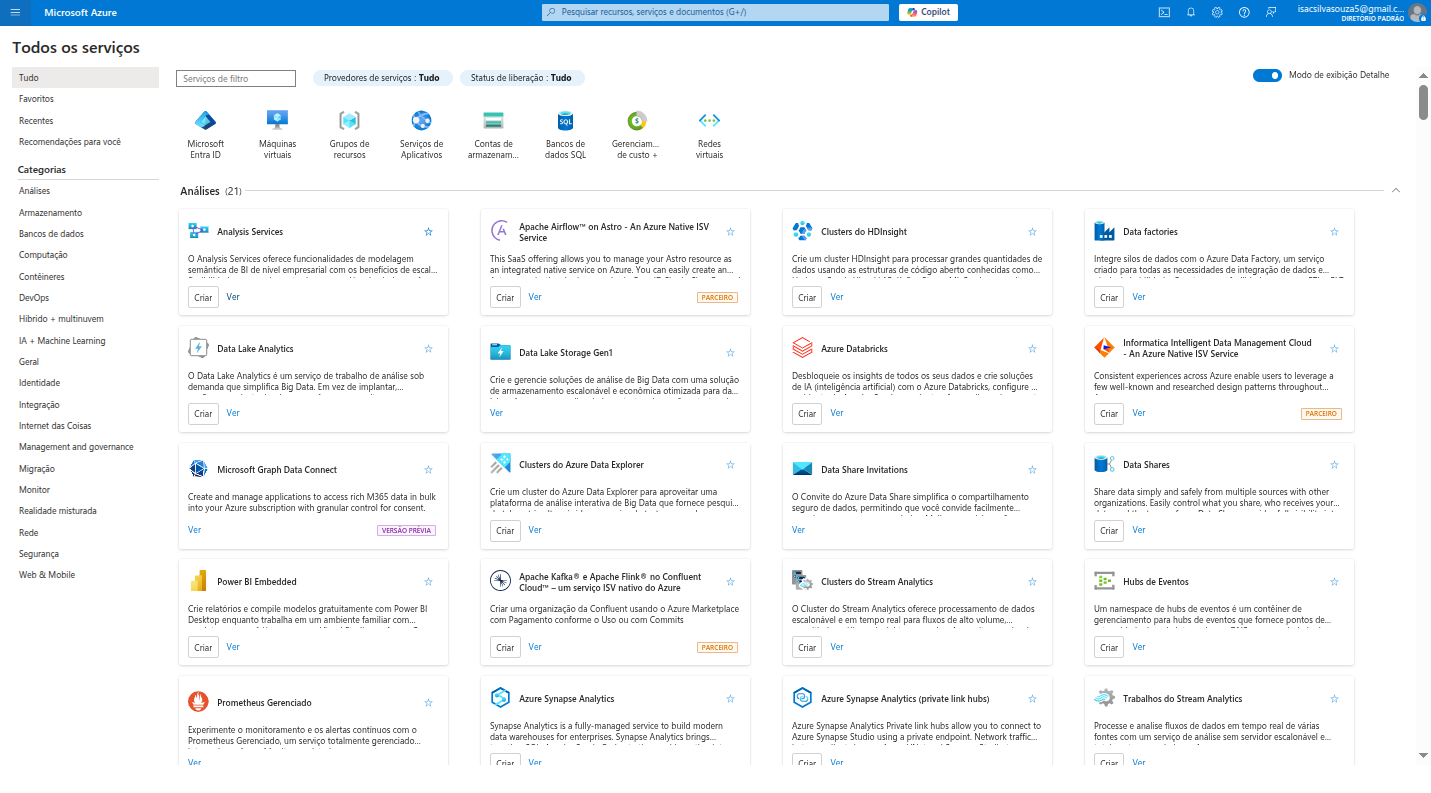 Microsoft Azure
Pesquisar recursos, serviços e documentos (G+/)
Copilot
isacsilvasouza5@gmail.c...
DIRETÓRIO PADRÃO
Todos os serviços
Tudo
Favoritos
Recentes
Recomendações para você
Categorias
Análises
Armazenamento
Bancos de dados
Computação
Contêineres
DevOps
Híbrido + multinuvem
IA + Machine Learning
Geral
Identidade
Integração
Internet das Coisas
Management and governance
Migração
Monitor
Realidade misturada
Rede
Segurança
Web & Mobile
Serviços de filtro
Provedores de serviços : Tudo
Status de liberação : Tudo
Modo de exibição Detalhe
Microsoft
Entra ID
Máquinas
virtuais
Grupos de
recursos
Serviços de
Aplicativos
Contas de
armazenam...
Bancos de
dados SQL
Gerenciam...
de custo +
Redes
virtuais
Análises (21)
Analysis Services
O Analysis Services oferece funcionalidades de modelagem
semântica de BI de nível empresarial com os benefícios de escal...
Criar Ver
Apache Airflow™ on Astro - An Azure Native ISV
Service
This SaaS offering allows you to manage your Astro resource as
an integrated native service on Azure. You can easily create an...
Criar Ver PARCEIRO
Clusters do HDInsight
Crie um cluster HDInsight para processar grandes quantidades de
dados usando as estruturas de código aberto conhecidas como...
Criar Ver
Data factories
Integre silos de dados com o Azure Data Factory, um serviço
criado para todas as necessidades de integração de dados e...
Criar Ver
Data Lake Analytics
O Data Lake Analytics é um serviço de trabalho de análise sob
demanda que simplifica Big Data. Em vez de implantar,...
Criar Ver
Data Lake Storage Gen1
Crie e gerencie soluções de análise de Big Data com uma solução
de armazenamento escalonável e econômica otimizada para da...
Ver
Azure Databricks
Desbloqueie os insights de todos os seus dados e crie soluções
de IA (inteligência artificial) com o Azure Databricks, configure ...
Criar Ver
Informatica Intelligent Data Management Cloud
- An Azure Native ISV Service
Consistent experiences across Azure enable users to leverage a
few well-known and researched design patterns throughout...
Criar Ver PARCEIRO
Microsoft Graph Data Connect
Create and manage applications to access rich M365 data in bulk
into your Azure subscription with granular control for consent.
Ver VERSÃO PRÉVIA
Clusters do Azure Data Explorer
Crie um cluster do Azure Data Explorer para aproveitar uma
plataforma de análise interativa de Big Data que fornece pesqui...
Criar Ver
Data Share Invitations
O Convite do Azure Data Share simplifica o compartilhamento
seguro de dados, permitindo que você convide facilmente...
Ver
Data Shares
Share data simply and safely from multiple sources with other
organizations. Easily control what you share, who receives your...
Criar Ver
Power BI Embedded
Crie relatórios e compile modelos gratuitamente com Power BI
Desktop enquanto trabalha em um ambiente familiar com...
Criar Ver
Apache Kafka® e Apache Flink® no Confluent
Cloud™ – um serviço ISV nativo do Azure
Criar uma organização da Confluent usando o Azure Marketplace
com Pagamento conforme o Uso ou com Commits
Criar Ver PARCEIRO
Clusters do Stream Analytics
O Cluster do Stream Analytics oferece processamento de dados
escalonável e em tempo real para fluxos de alto volume,...
Criar Ver
Hubs de Eventos
Um namespace de hubs de eventos é um contêiner de
gerenciamento para hubs de eventos que fornece pontos de...
Criar Ver
Prometheus Gerenciado
Experimente o monitoramento e os alertas contínuos com o
Prometheus Gerenciado, um serviço totalmente gerenciado...
Ver
Azure Synapse Analytics
Synapse Analytics is a fully-managed service to build modern
data warehouses for enterprises. Synapse Analytics brings...
Criar Ver
Azure Synapse Analytics (private link hubs)
Azure Synapse Analytics Private link hubs allow you to connect to
Azure Synapse Studio using a private endpoint. Network traffic...
Criar Ver
Trabalhos do Stream Analytics
Processe e analise fluxos de dados em tempo real de várias
fontes com um serviço de análise sem servidor escalonável e...
Criar Ver